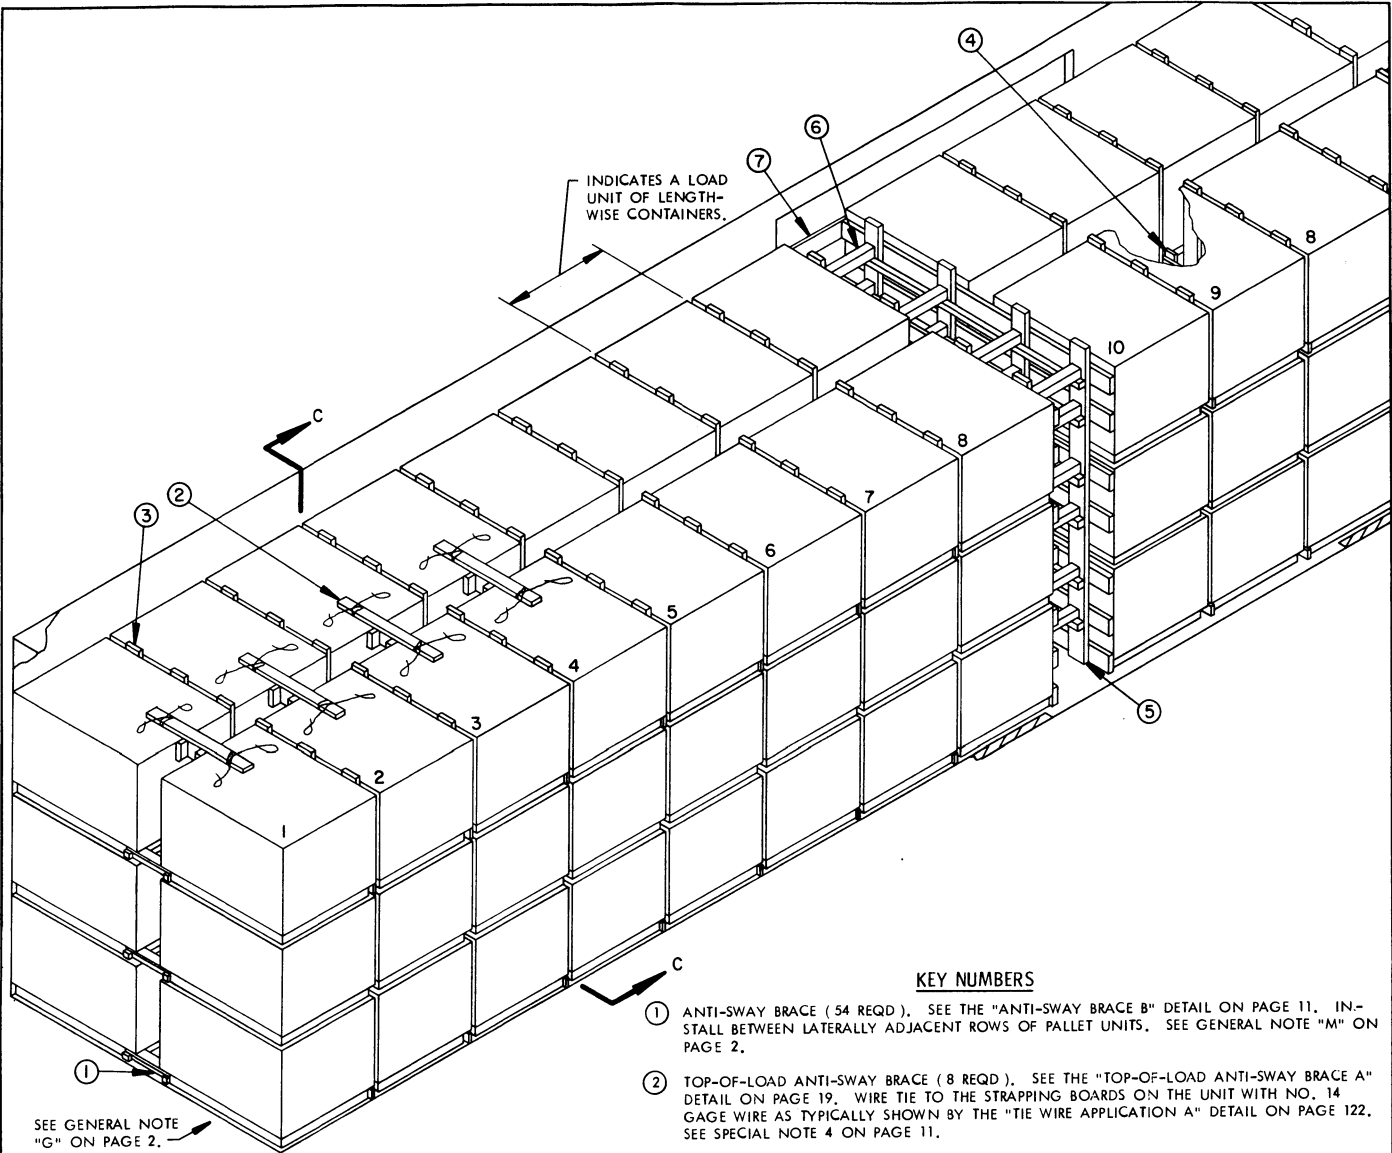 4
6
7
INDICATES A LOAD
UNIT OF LENGTH-
WISE CONTAINERS.
8
9
10
C
2
3
8
7
6
5
4
3
2
1
5
C
1
SEE GENERAL NOTE
"G" ON PAGE 2.
KEY NUMBERS
1 ANTI-SWAY BRACE ( 54 REQD ). SEE THE "ANTI-SWAY BRACE B" DETAIL ON PAGE 11. IN-
STALL BETWEEN LATERALLY ADJACENT ROWS OF PALLET UNITS. SEE GENERAL NOTE "M" ON
PAGE 2.
2 TOP-OF-LOAD ANTI-SWAY BRACE ( 8 REQD ). SEE THE "TOP-OF-LOAD ANTI-SWAY BRACE A"
DETAIL ON PAGE 19. WIRE TIE TO THE STRAPPING BOARDS ON THE UNIT WITH NO. 14
GAGE WIRE AS TYPICALLY SHOWN BY THE "TIE WIRE APPLICATION A" DETAIL ON PAGE 122.
SEE SPECIAL NOTE 4 ON PAGE 11.